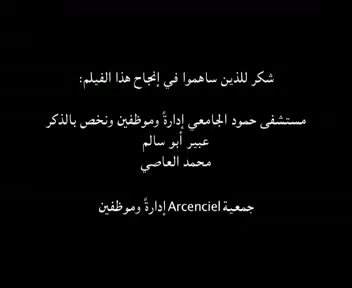 شكر للذين ساهموا في إنجاح هذا الفيلم:
مستشفى حمود الجامعي إدارةً وموظفين ونخص بالذكر
عبير أبو سالم
محمد العاصي
جمعية Arcenciel إدارةً وموظفين